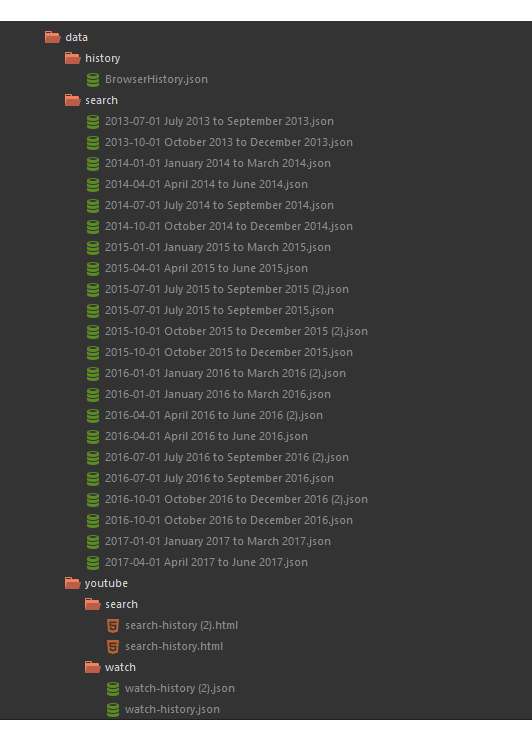 data
history
BrowserHistory.json
search
2013-07-01 July 2013 to September 2013.json
2013-10-01 October 2013 to December 2013.json
2014-01-01 January 2014 to March 2014.json
2014-04-01 April 2014 to June 2014.json
2014-07-01 July 2014 to September 2014.json
2014-10-01 October 2014 to December 2014.json
2015-01-01 January 2015 to March 2015.json
2015-04-01 April 2015 to June 2015.json
2015-07-01 July 2015 to September 2015 (2).json
2015-07-01 July 2015 to September 2015.json
2015-10-01 October 2015 to December 2015 (2).json
2015-10-01 October 2015 to December 2015.json
2016-01-01 January 2016 to March 2016 (2).json
2016-01-01 January 2016 to March 2016.json
2016-04-01 April 2016 to June 2016 (2).json
2016-04-01 April 2016 to June 2016.json
2016-07-01 July 2016 to September 2016 (2).json
2016-07-01 July 2016 to September 2016.json
2016-10-01 October 2016 to December 2016 (2).json
2016-10-01 October 2016 to December 2016.json
2017-01-01 January 2017 to March 2017.json
2017-04-01 April 2017 to June 2017.json
youtube
search
search-history (2).html
search-history.html
watch
watch-history (2).json
watch-history.json